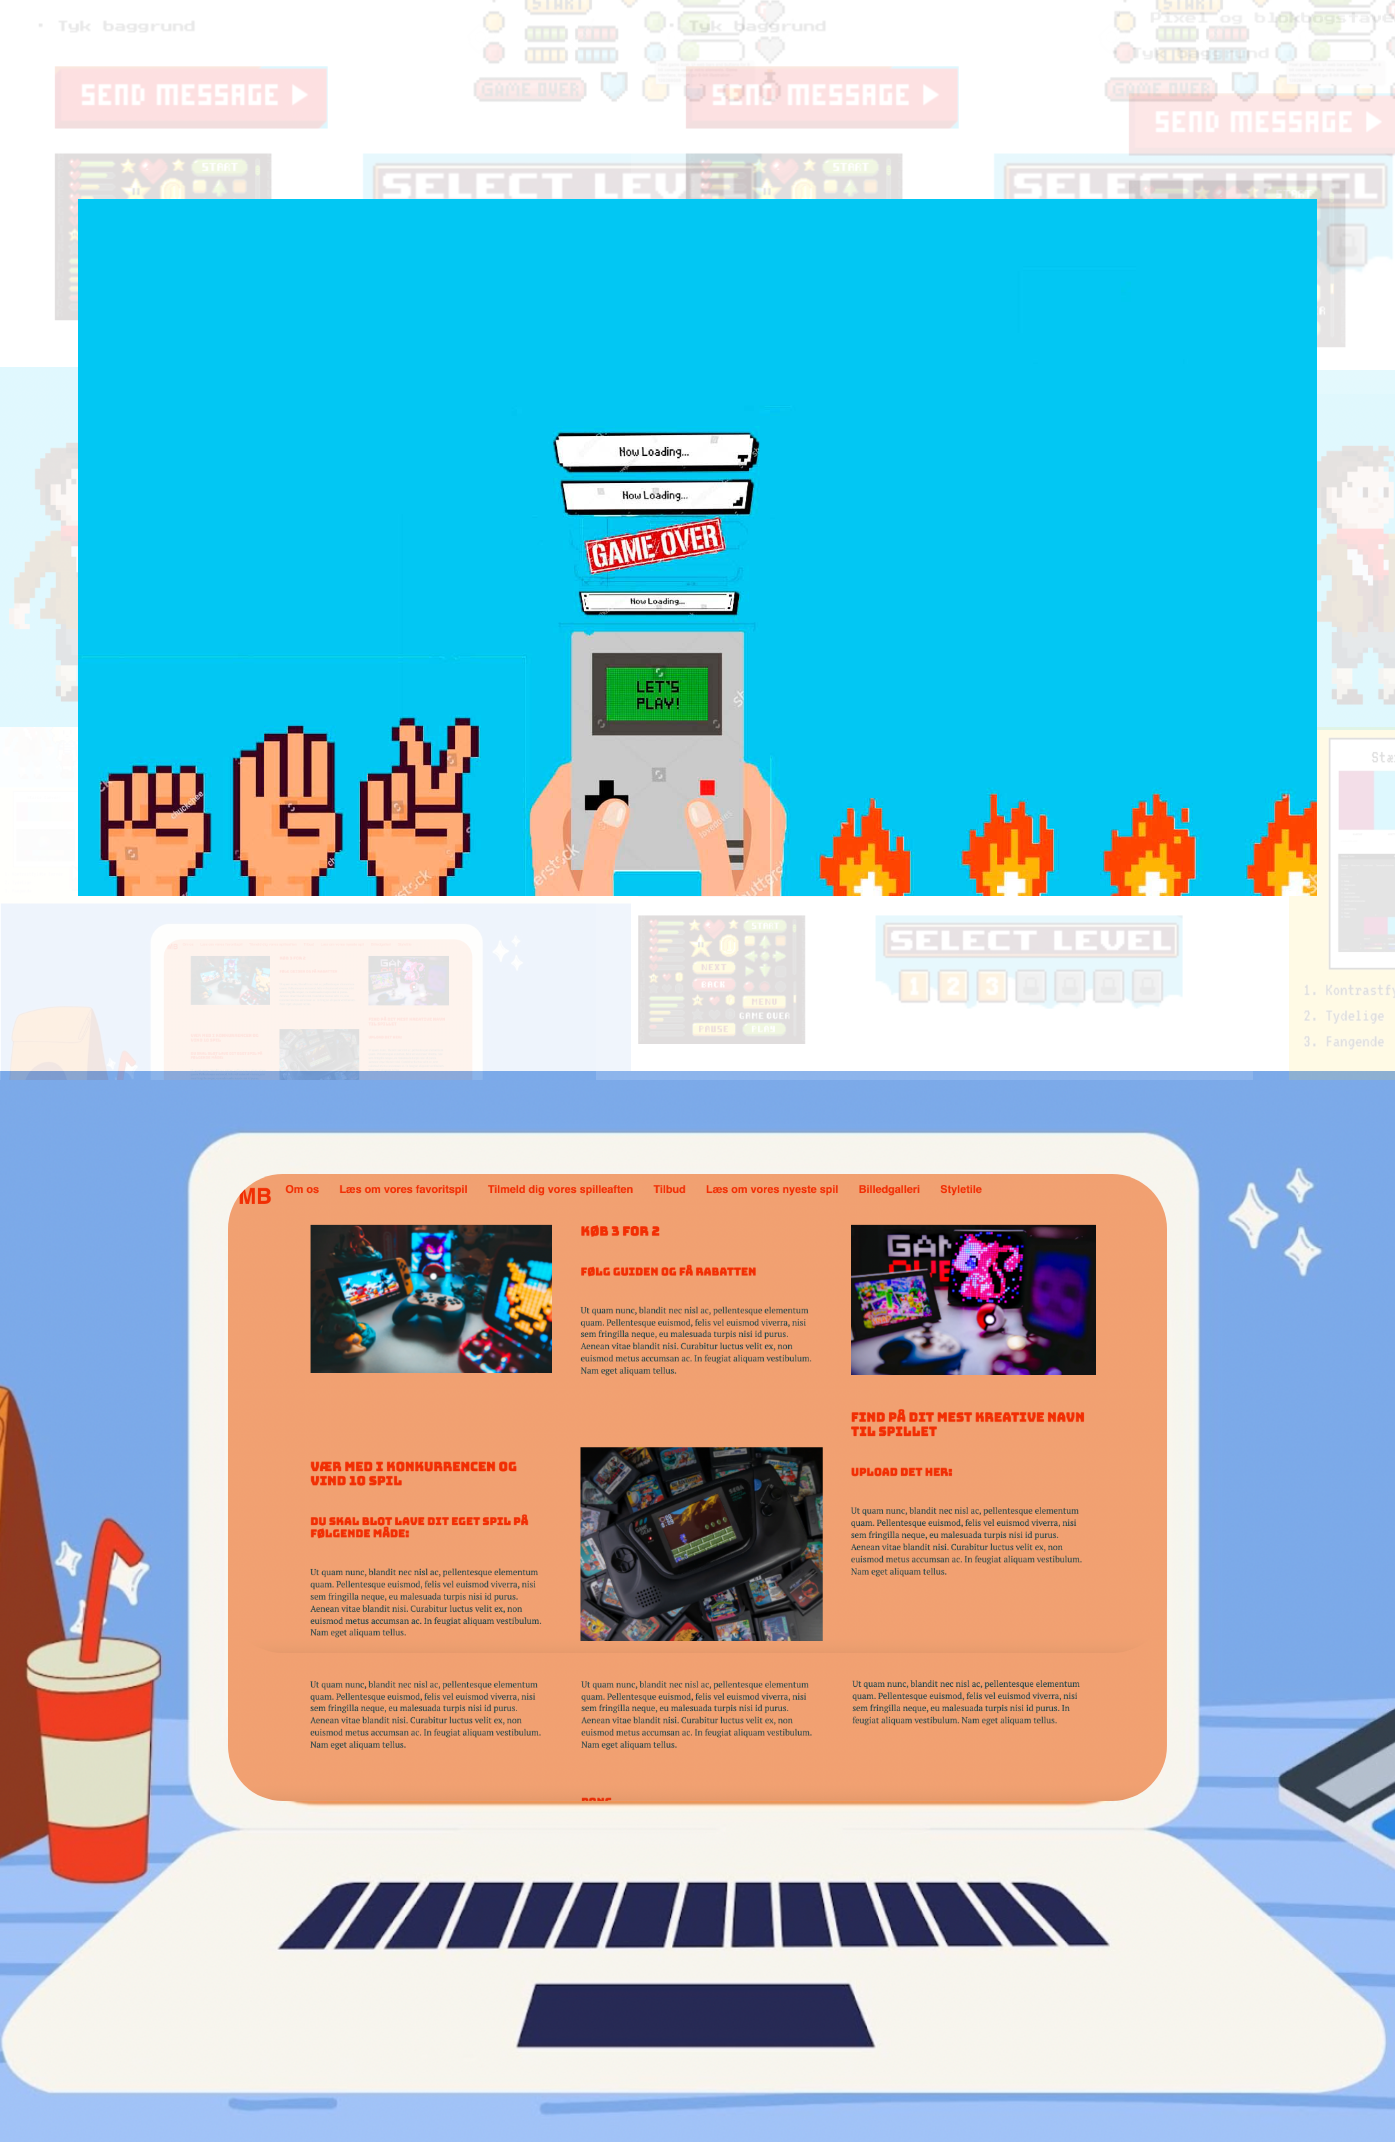 Tyk baggrund
Tyk baggrund
START
Pixel og blokbogstave
Tyk baggrund
GAME OVER
GAME OVER
SEND MESSAGE
SEND MESSAGE
SEND MESSAGE
START
START
SELECT LEVEL
SELECT LEVEL
Now Loading...
Now Loading...
GAME OVER
Now Loading...
LET'S
PLAY!
START
NEXT
BACK
MENU
GAME OVER
PAUSE
PLAY
SELECT LEVEL
1 2 3
1. Kontrastfy
2. Tydelige
3. Fangende
MB
Om os
Læs om vores favoritspil
Tilmeld dig vores spilleaften
Tilbud
Læs om vores nyeste spil
Billedgalleri
Styletile
KØB 3 FOR 2
FØLG GUIDEN OG FÅ RABATTEN
Ut quam nunc, blandit nec nisl ac, pellentesque elementum
quam. Pellentesque euismod, felis vel euismod viverra, nisi
sem fringilla neque, eu malesuada turpis nisi id purus.
Aenean vitae blandit nisi. Curabitur luctus velit ex, non
euismod metus accumsan ac. In feugiat aliquam vestibulum.
Nam eget aliquam tellus.
FIND PÅ DIT MEST KREATIVE NAVN
TIL SPILLET
UPLOAD DET HER:
Ut quam nunc, blandit nec nisl ac, pellentesque elementum
quam. Pellentesque euismod, felis vel euismod viverra, nisi
sem fringilla neque, eu malesuada turpis nisi id purus.
Aenean vitae blandit nisi. Curabitur luctus velit ex, non
euismod metus accumsan ac. In feugiat aliquam vestibulum.
Nam eget aliquam tellus.
VÆR MED I KONKURRENCEN OG
VIND 10 SPIL
DU SKAL BLOT LAVE DIT EGET SPIL PÅ
FØLGENDE MÅDE:
Ut quam nunc, blandit nec nisl ac, pellentesque elementum
quam. Pellentesque euismod, felis vel euismod viverra, nisi
sem fringilla neque, eu malesuada turpis nisi id purus.
Aenean vitae blandit nisi. Curabitur luctus velit ex, non
euismod metus accumsan ac. In feugiat aliquam vestibulum.
Nam eget aliquam tellus.
Ut quam nunc, blandit nec nisl ac, pellentesque elementum
quam. Pellentesque euismod, felis vel euismod viverra, nisi
sem fringilla neque, eu malesuada turpis nisi id purus.
Aenean vitae blandit nisi. Curabitur luctus velit ex, non
euismod metus accumsan ac. In feugiat aliquam vestibulum.
Nam eget aliquam tellus.
Ut quam nunc, blandit nec nisl ac, pellentesque elementum
quam. Pellentesque euismod, felis vel euismod viverra, nisi
sem fringilla neque, eu malesuada turpis nisi id purus.
Aenean vitae blandit nisi. Curabitur luctus velit ex, non
euismod metus accumsan ac. In feugiat aliquam vestibulum.
Nam eget aliquam tellus.
Ut quam nunc, blandit nec nisl ac, pellentesque elementum
quam. Pellentesque euismod, felis vel euismod viverra, nisi
sem fringilla neque, eu malesuada turpis nisi id purus. In
feugiat aliquam vestibulum. Nam eget aliquam tellus.